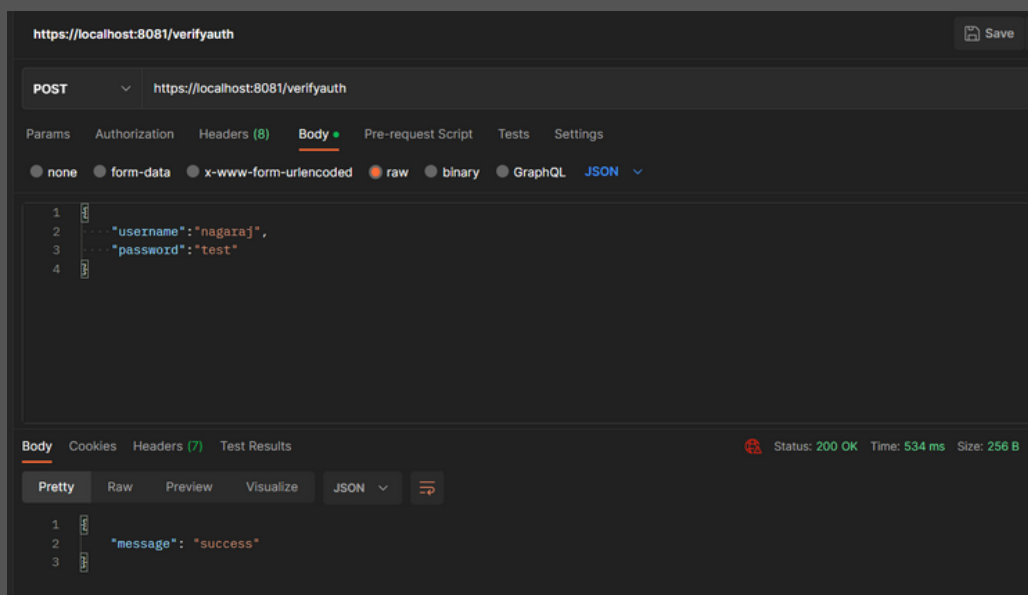 https://localhost:8081/verifyauth Save
POST https://localhost:8081/verifyauth
Params Authorization Headers (8) Body Pre-request Script Tests Settings
none form-data x-www-form-urlencoded raw binary GraphQL JSON
1 {
2 "username":"nagaraj",
3 "password":"test"
4 }
Body Cookies Headers (7) Test Results Status: 200 OK Time: 534 ms Size: 256 B
Pretty Raw Preview Visualize JSON
1 {
2 "message": "success"
3 }